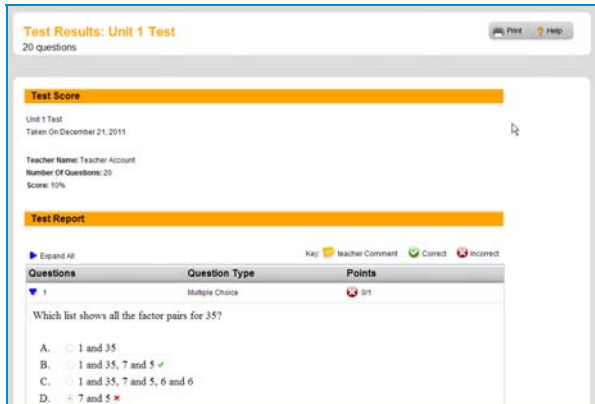 Test Results: Unit 1 Test
Print Help
20 questions
Test Score
Unit 1 Test
Taken On December 21, 2011
Teacher Name: Teacher Account
Number Of Questions: 20
Score: 10%
Test Report
Expand All Key: teacher Comment Correct Incorrect
Questions Question Type Points
1 Multiple Choice 0/1
Which list shows all the factor pairs for 35?
A. 1 and 35
B. 1 and 35, 7 and 5
C. 1 and 35, 7 and 5, 6 and 6
D. 7 and 5